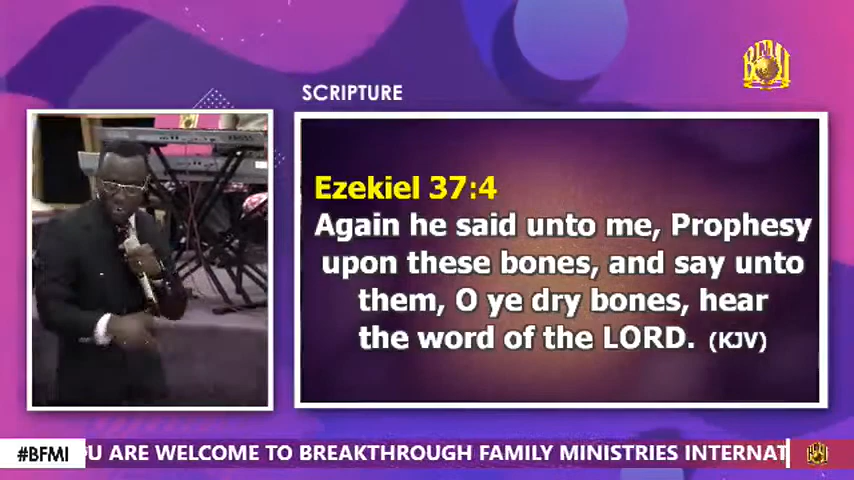 SCRIPTURE
Ezekiel 37:4
Again he said unto me, Prophesy
upon these bones, and say unto
them, O ye dry bones, hear
the word of the LORD. (KJV)
#BFMI
U ARE WELCOME TO BREAKTHROUGH FAMILY MINISTRIES INTERNAT